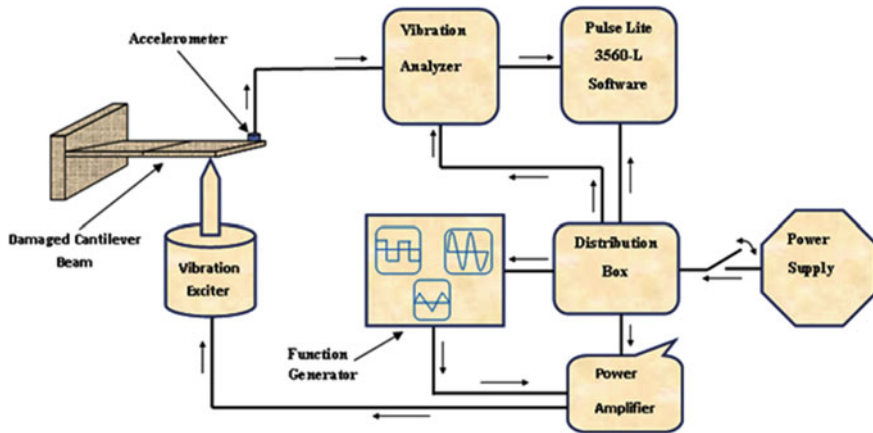 Accelerometer
Vibration
Analyzer
Pulse Lite
3560-L
Software
Damaged Cantilever
Beam
Vibration
Exciter
Distribution
Box
Power
Supply
Function
Generator
Power
Amplifier